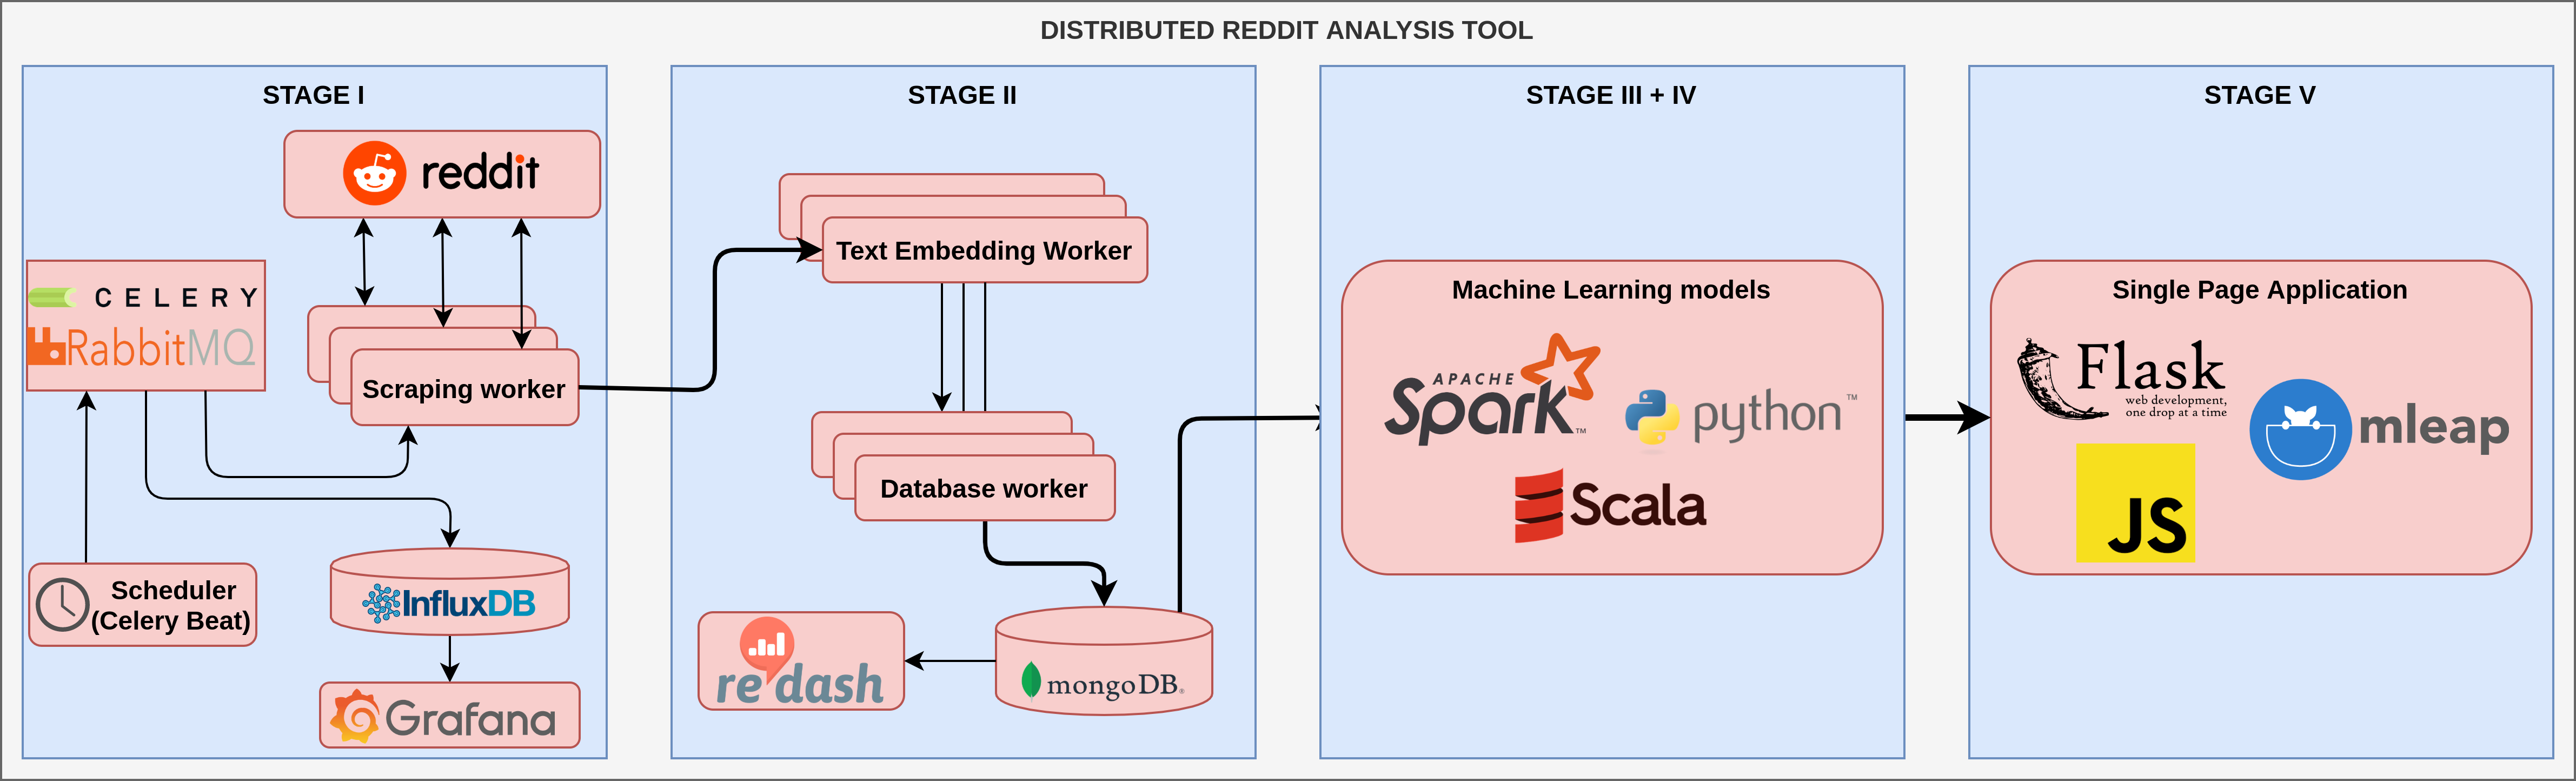 DISTRIBUTED REDDIT ANALYSIS TOOL
STAGE I
reddit
CELERY
RabbitMQ
Scraping worker
Scheduler
(Celery Beat)
InfluxDB
Grafana
STAGE II
Text Embedding Worker
Database worker
redash
mongoDB®
STAGE III + IV
Machine Learning models
APACHE
Spark™
python™
Scala
STAGE V
Single Page Application
Flask
web development,
one drop at a time
mleap
JS